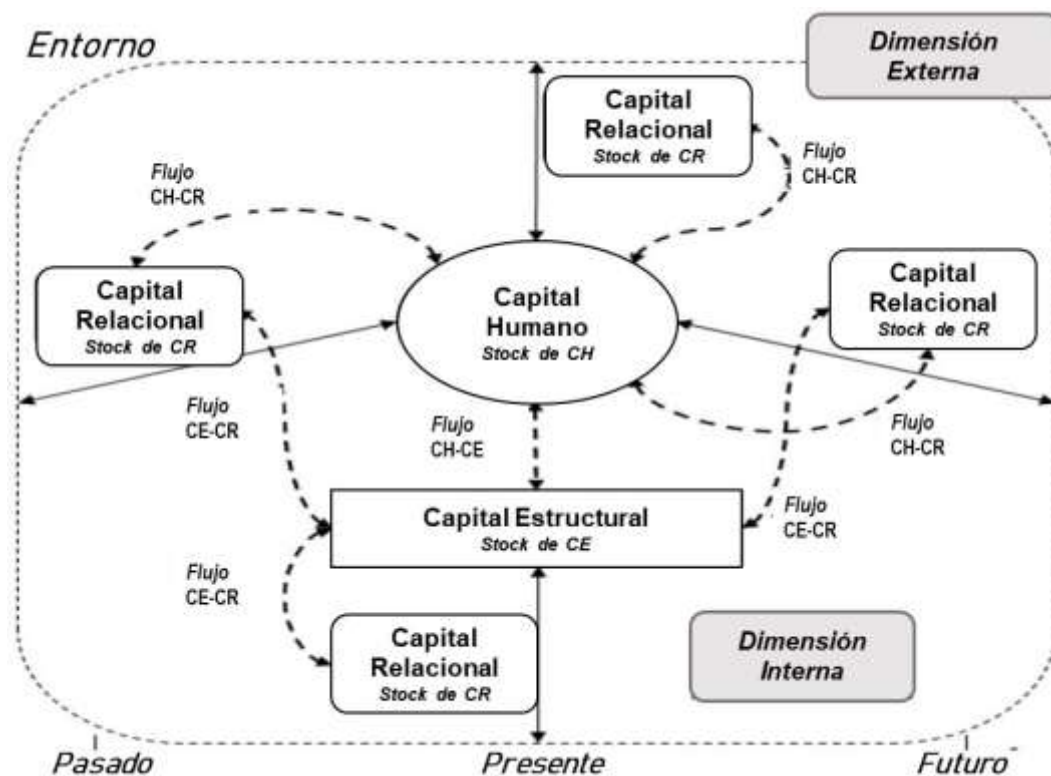 Entorno
Dimensión
Externa
Capital
Relacional
Stock de CR
Flujo
CH-CR
Flujo
CH-CR
Capital
Relacional
Stock de CR
Capital
Humano
Stock de CH
Capital
Relacional
Stock de CR
Flujo
CE-CR
Flujo
CH-CE
Flujo
CH-CR
Capital Estructural
Stock de CE
Flujo
CE-CR
Flujo
CE-CR
Capital
Relacional
Stock de CR
Dimensión
Interna
Pasado
Presente
Futuro